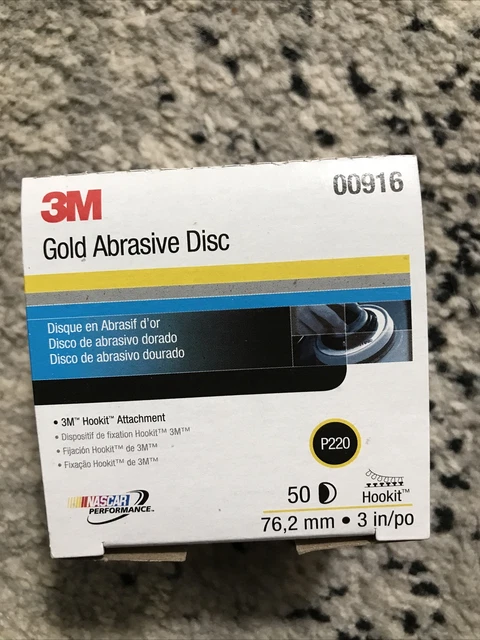 00916
3M
Gold Abrasive Disc
Disque en Abrasif d'or
Disco de abrasivo dorado
Disco de abrasivo dourado
• 3M™ Hookit™ Attachment
• Dispositif de fixation Hookit™ 3M™
• Fijación Hookit™ de 3M™
• Fixação Hookit™ de 3M™
P220
NASCAR
PERFORMANCE™
50
Hookit™
76,2 mm • 3 in/po